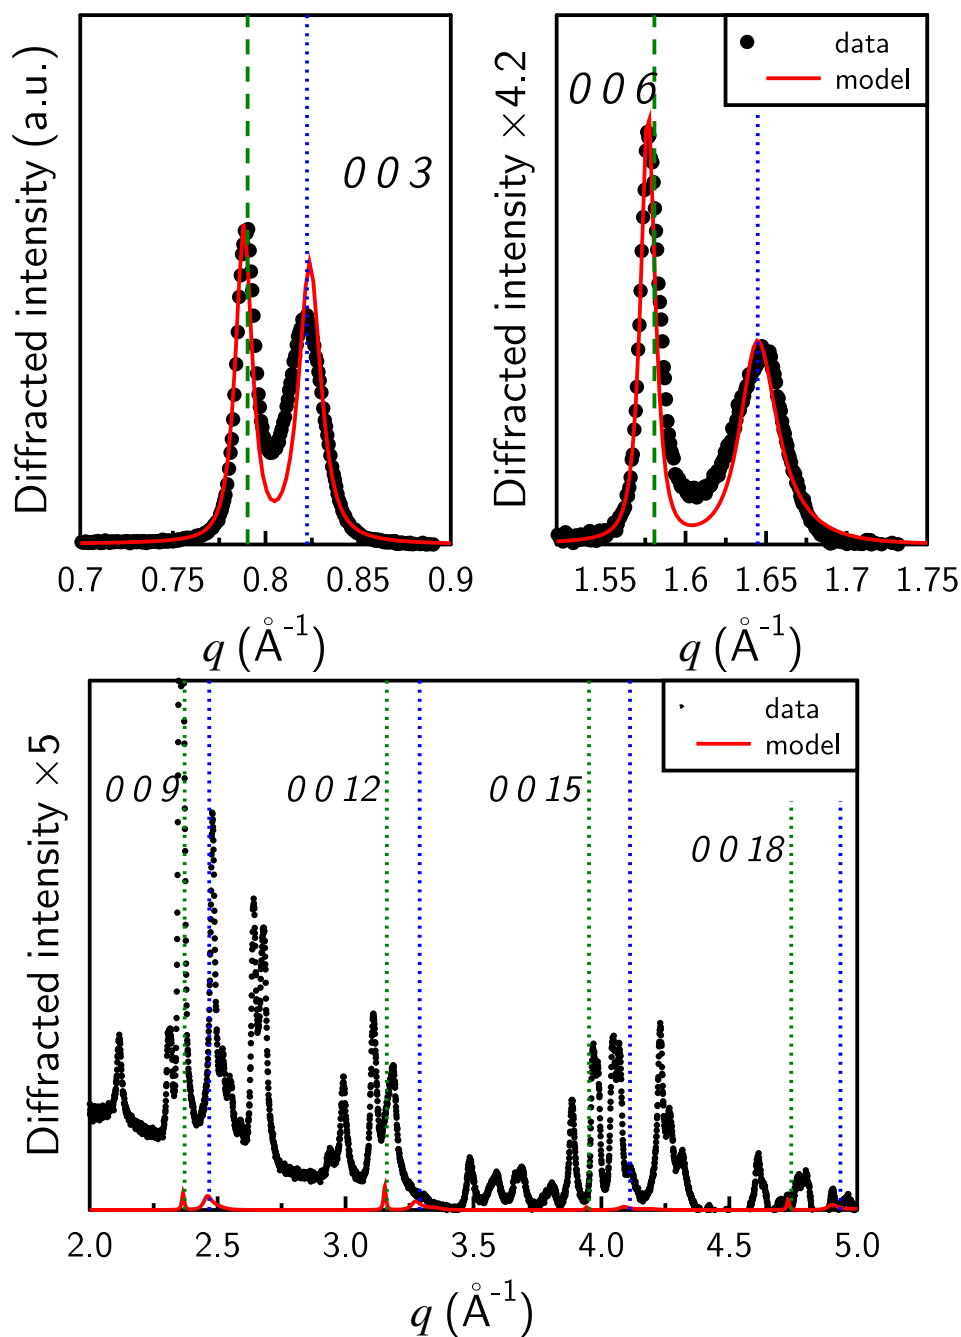 Diffracted intensity (a.u.)
0 0 3
0.7 0.75 0.8 0.85 0.9
q (Å-1)
Diffracted intensity ×4.2
0 0 6
data
model
1.55 1.6 1.65 1.7 1.75
q (Å-1)
Diffracted intensity ×5
data
model
0 0 9 0 0 12 0 0 15
0 0 18
2.0 2.5 3.0 3.5 4.0 4.5 5.0
q (Å-1)